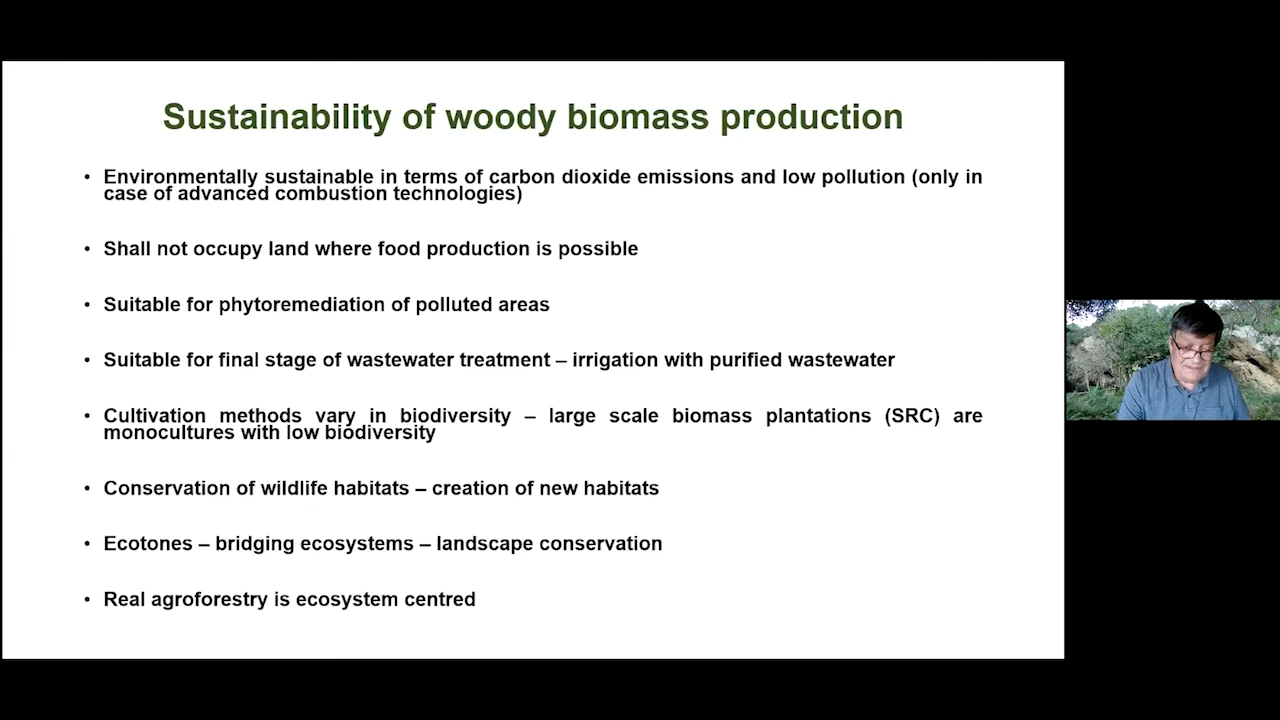 Sustainability of woody biomass production
• Environmentally sustainable in terms of carbon dioxide emissions and low pollution (only in
case of advanced combustion technologies)
• Shall not occupy land where food production is possible
• Suitable for phytoremediation of polluted areas
• Suitable for final stage of wastewater treatment – irrigation with purified wastewater
• Cultivation methods vary in biodiversity – large scale biomass plantations (SRC) are
monocultures with low biodiversity
• Conservation of wildlife habitats – creation of new habitats
• Ecotones – bridging ecosystems – landscape conservation
• Real agroforestry is ecosystem centred